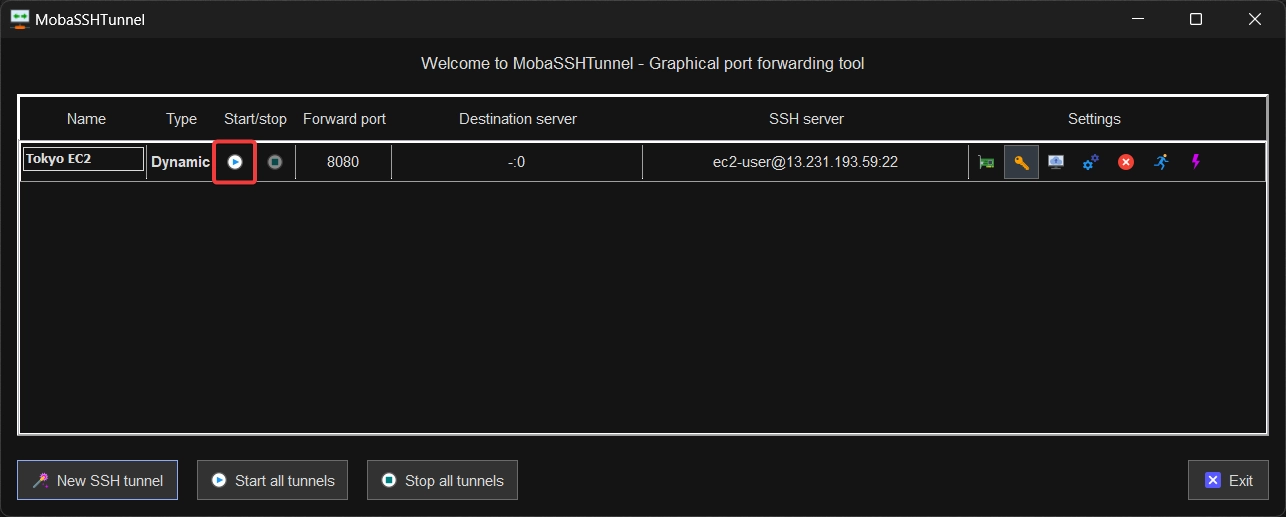 MobaSSHTunnel
Welcome to MobaSSHTunnel - Graphical port forwarding tool
Name Type Start/stop Forward port Destination server SSH server Settings
Tokyo EC2 Dynamic 8080 -:0 ec2-user@13.231.193.59:22
New SSH tunnel Start all tunnels Stop all tunnels Exit